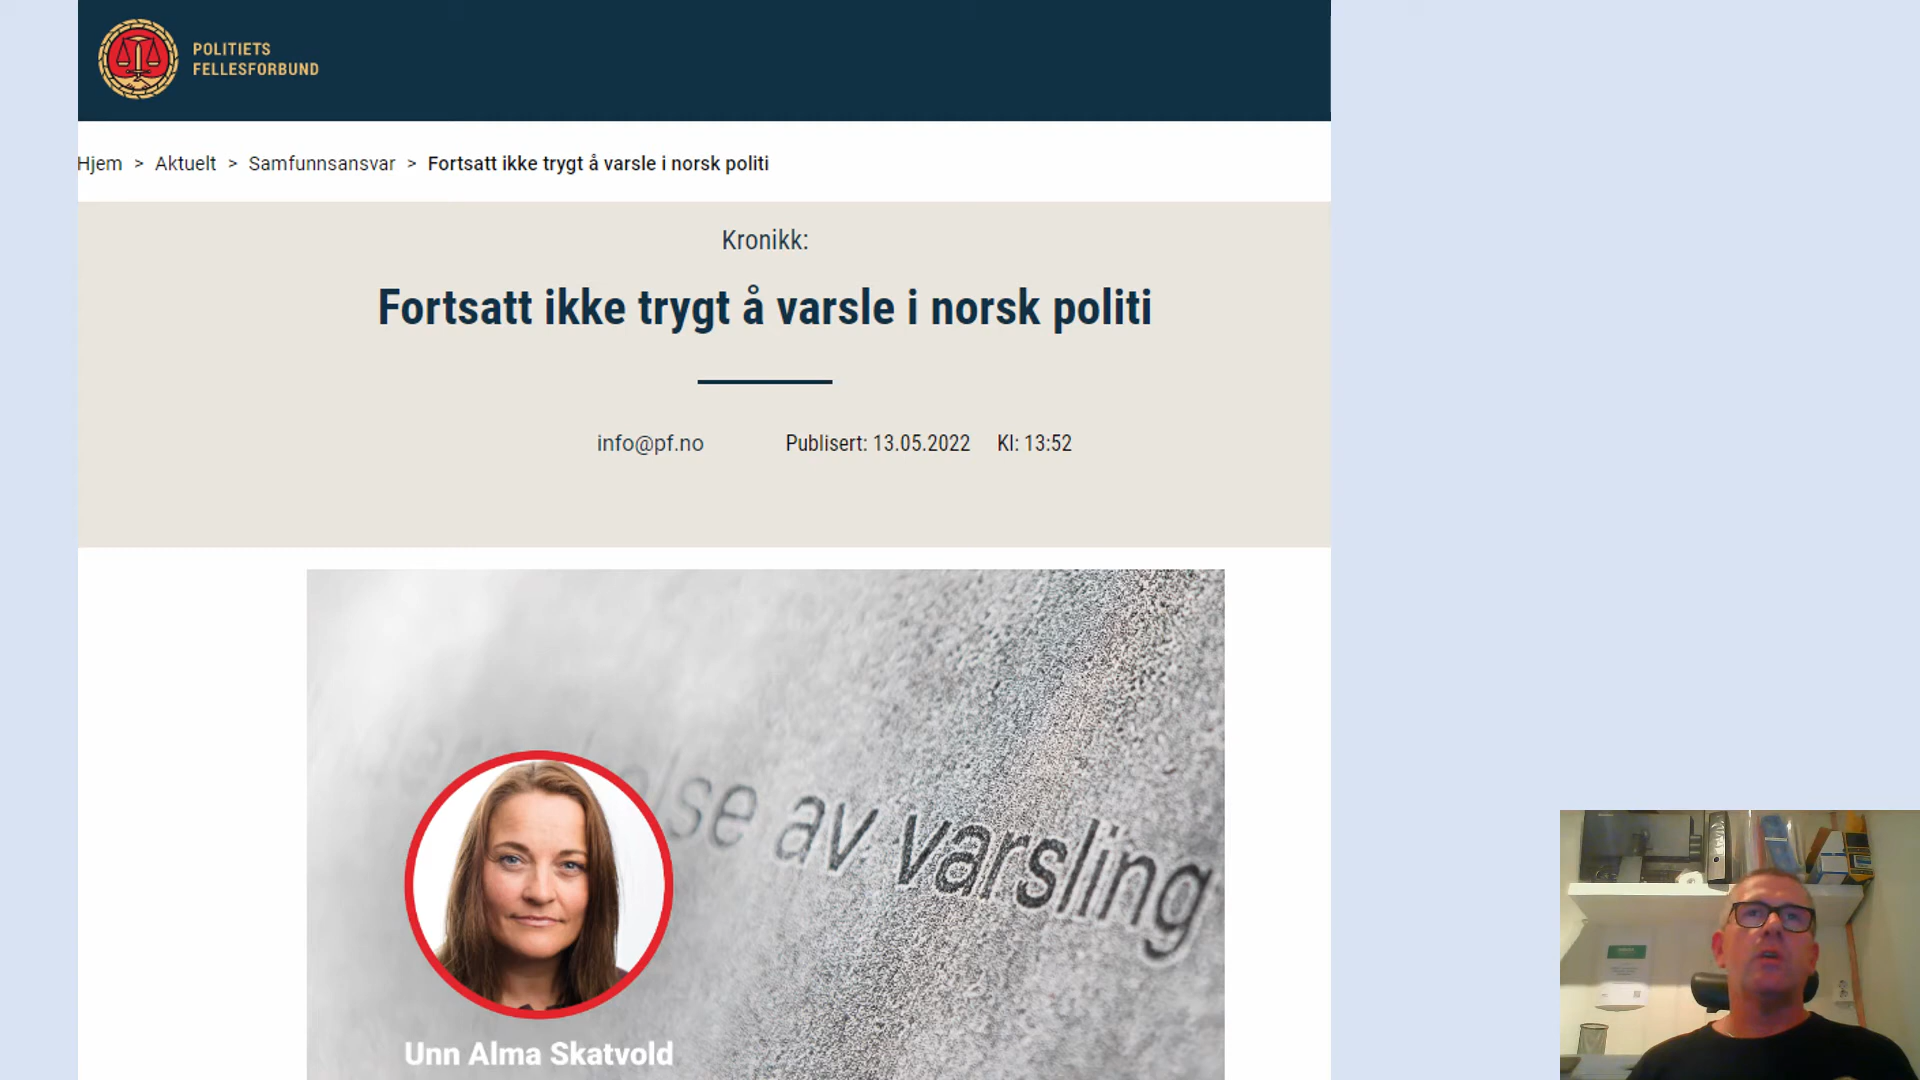 POLITIETS
FELLESFORBUND
Hjem > Aktuelt > Samfunnsansvar > Fortsatt ikke trygt å varsle i norsk politi
Kronikk:
Fortsatt ikke trygt å varsle i norsk politi
info@pf.no Publisert: 13.05.2022 Kl: 13:52
av varsling
Unn Alma Skatvold